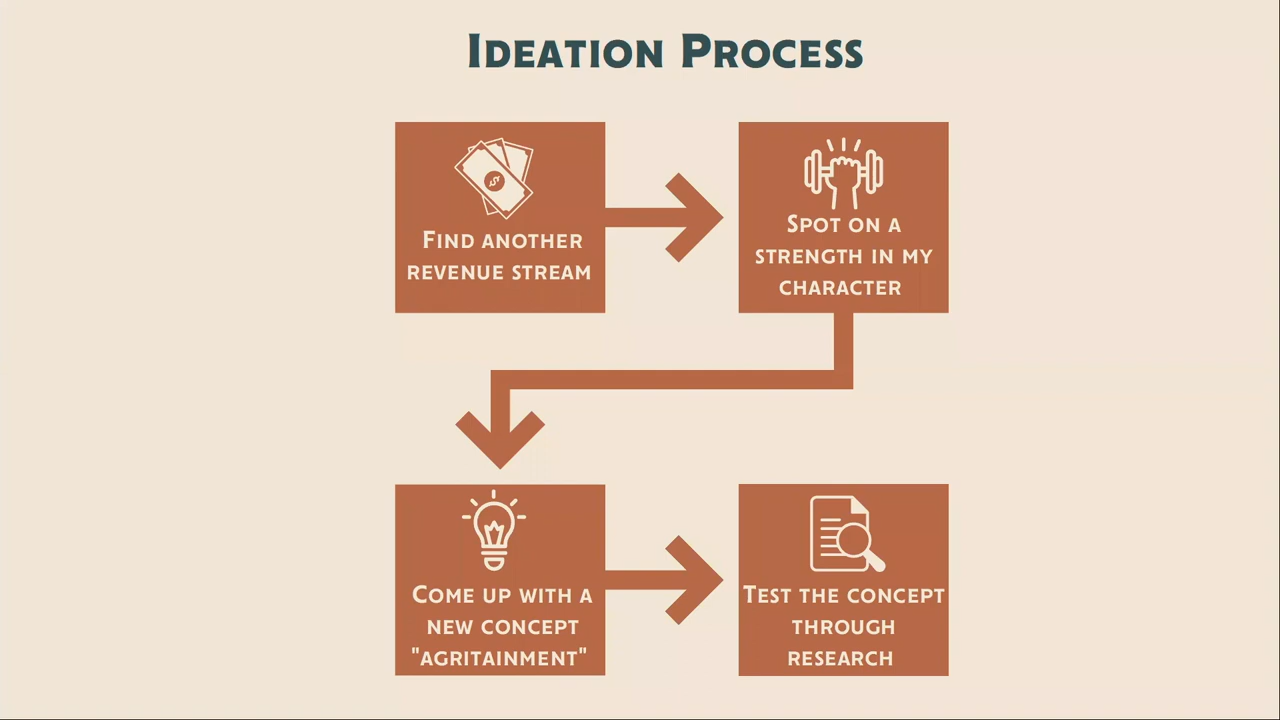 Ideation Process
Find another
revenue stream
Spot on a
strength in my
character
Come up with a
new concept
"agritainment"
Test the concept
through
research